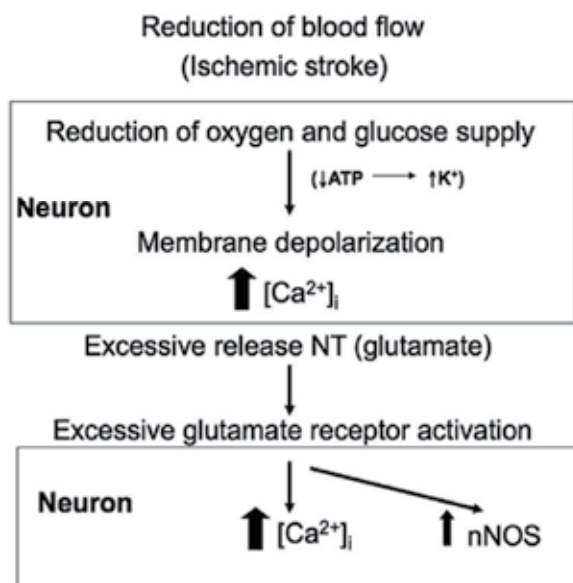 Reduction of blood flow
(Ischemic stroke)
Reduction of oxygen and glucose supply
(↓ATP → ↑K⁺)
Neuron
Membrane depolarization
[Ca²⁺]ᵢ
Excessive release NT (glutamate)
Excessive glutamate receptor activation
Neuron
[Ca²⁺]ᵢ nNOS